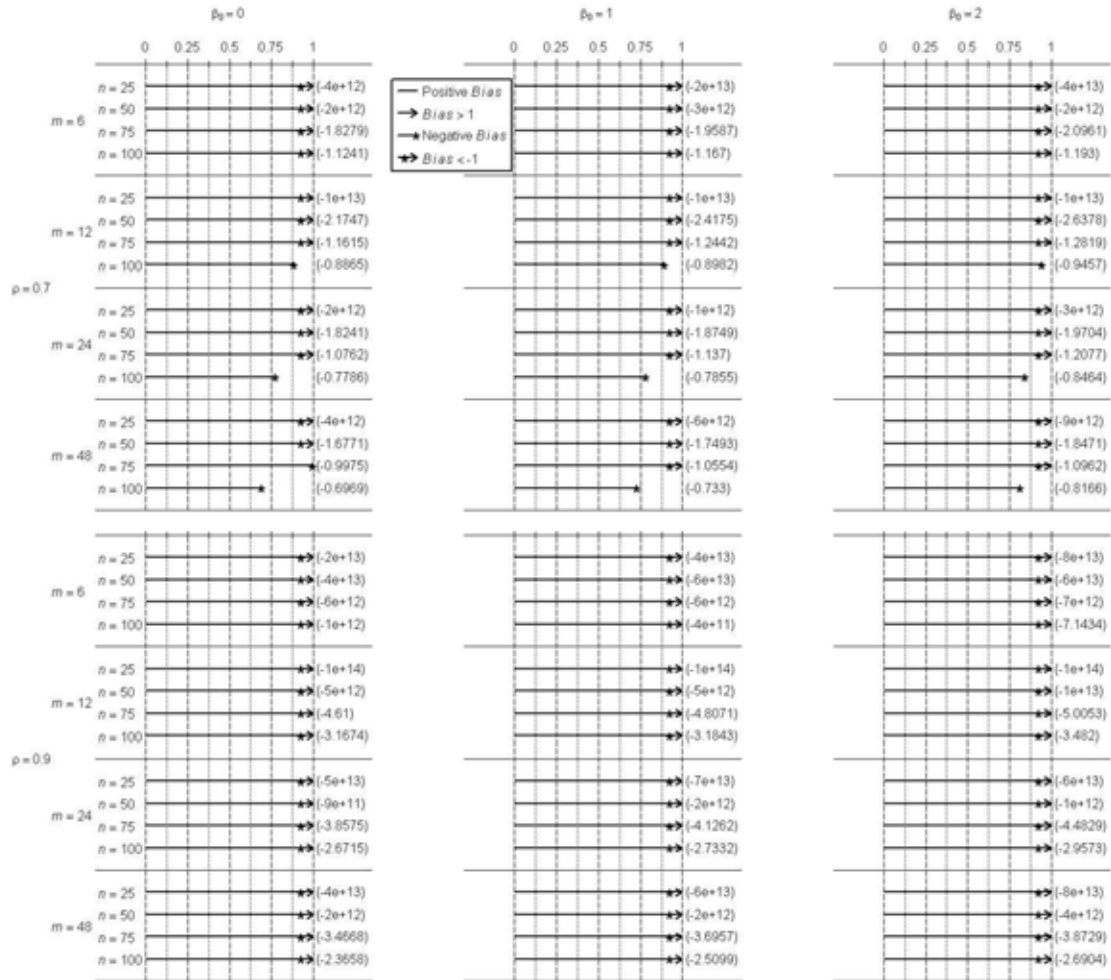 β₀ = 0 β₀ = 1 β₀ = 2
0 0.25 0.5 0.75 1 0 0.25 0.5 0.75 1 0 0.25 0.5 0.75 1
Positive Bias
Bias > 1
Negative Bias
Bias < -1
ρ = 0.7
m = 6
n = 25 (-4e+12) (-2e+13) (-4e+13)
n = 50 (-2e+12) (-3e+12) (-2e+12)
n = 75 (-1.8279) (-1.9587) (-2.0961)
n = 100 (-1.1241) (-1.167) (-1.193)
m = 12
n = 25 (-1e+13) (-1e+13) (-1e+13)
n = 50 (-2.1747) (-2.4175) (-2.6378)
n = 75 (-1.1615) (-1.2442) (-1.2819)
n = 100 (-0.8865) (-0.8982) (-0.9457)
m = 24
n = 25 (-2e+12) (-1e+12) (-3e+12)
n = 50 (-1.8241) (-1.8749) (-1.9704)
n = 75 (-1.0762) (-1.137) (-1.2077)
n = 100 (-0.7786) (-0.7855) (-0.8464)
m = 48
n = 25 (-4e+12) (-6e+12) (-9e+12)
n = 50 (-1.6771) (-1.7493) (-1.8471)
n = 75 (-0.9975) (-1.0554) (-1.0962)
n = 100 (-0.6969) (-0.733) (-0.8166)
ρ = 0.9
m = 6
n = 25 (-2e+13) (-4e+13) (-8e+13)
n = 50 (-4e+13) (-6e+13) (-6e+13)
n = 75 (-6e+12) (-6e+12) (-7e+12)
n = 100 (-1e+12) (-4e+11) (-7.1434)
m = 12
n = 25 (-1e+14) (-1e+14) (-1e+14)
n = 50 (-5e+12) (-5e+12) (-1e+13)
n = 75 (-4.61) (-4.8071) (-5.0053)
n = 100 (-3.1674) (-3.1843) (-3.482)
m = 24
n = 25 (-5e+13) (-7e+13) (-6e+13)
n = 50 (-9e+11) (-2e+12) (-1e+12)
n = 75 (-3.8575) (-4.1262) (-4.4829)
n = 100 (-2.6715) (-2.7332) (-2.9573)
m = 48
n = 25 (-4e+13) (-6e+13) (-8e+13)
n = 50 (-2e+12) (-2e+12) (-4e+12)
n = 75 (-3.4668) (-3.6957) (-3.8729)
n = 100 (-2.3658) (-2.5099) (-2.6904)